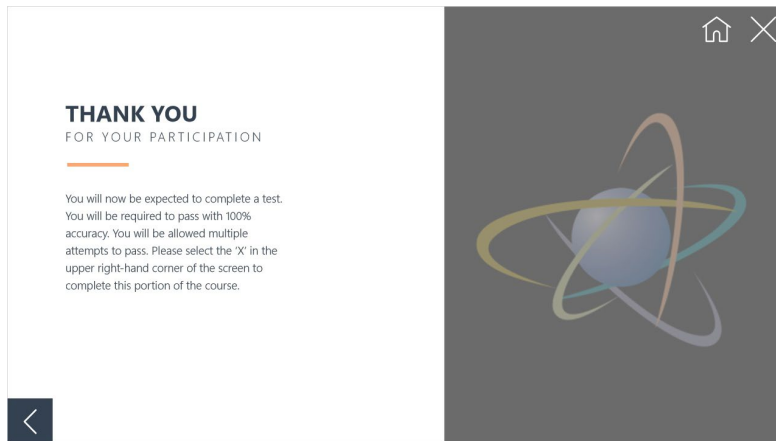 THANK YOU
FOR YOUR PARTICIPATION
You will now be expected to complete a test.
You will be required to pass with 100%
accuracy. You will be allowed multiple
attempts to pass. Please select the ‘X’ in the
upper right-hand corner of the screen to
complete this portion of the course.